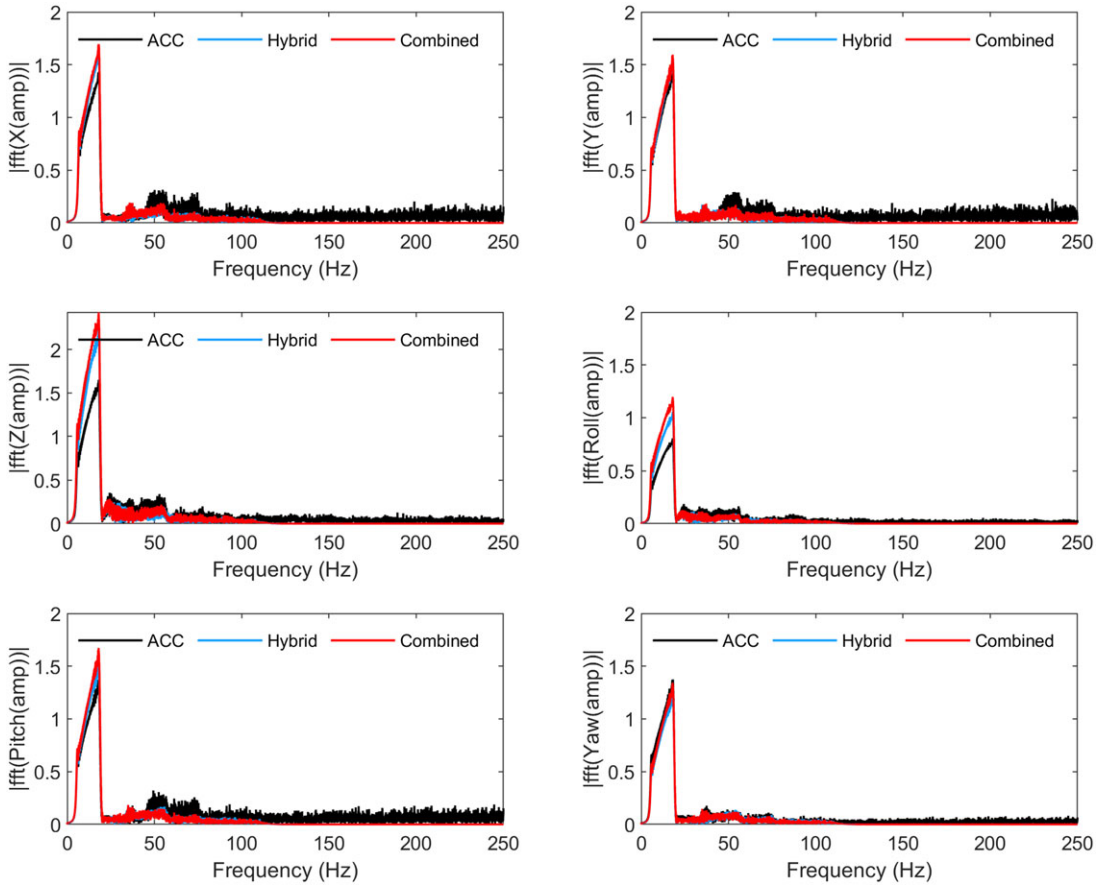 2
1.5
1
0.5
0
ACC Hybrid Combined
|fft(X(amp))|
0 50 100 150 200 250
Frequency (Hz)
2
1.5
1
0.5
0
ACC Hybrid Combined
|fft(Y(amp))|
0 50 100 150 200 250
Frequency (Hz)
2
1.5
1
0.5
0
ACC Hybrid Combined
|fft(Z(amp))|
0 50 100 150 200 250
Frequency (Hz)
2
1.5
1
0.5
0
ACC Hybrid Combined
|fft(Roll(amp))|
0 50 100 150 200 250
Frequency (Hz)
2
1.5
1
0.5
0
ACC Hybrid Combined
|fft(Pitch(amp))|
0 50 100 150 200 250
Frequency (Hz)
2
1.5
1
0.5
0
ACC Hybrid Combined
|fft(Yaw(amp))|
0 50 100 150 200 250
Frequency (Hz)